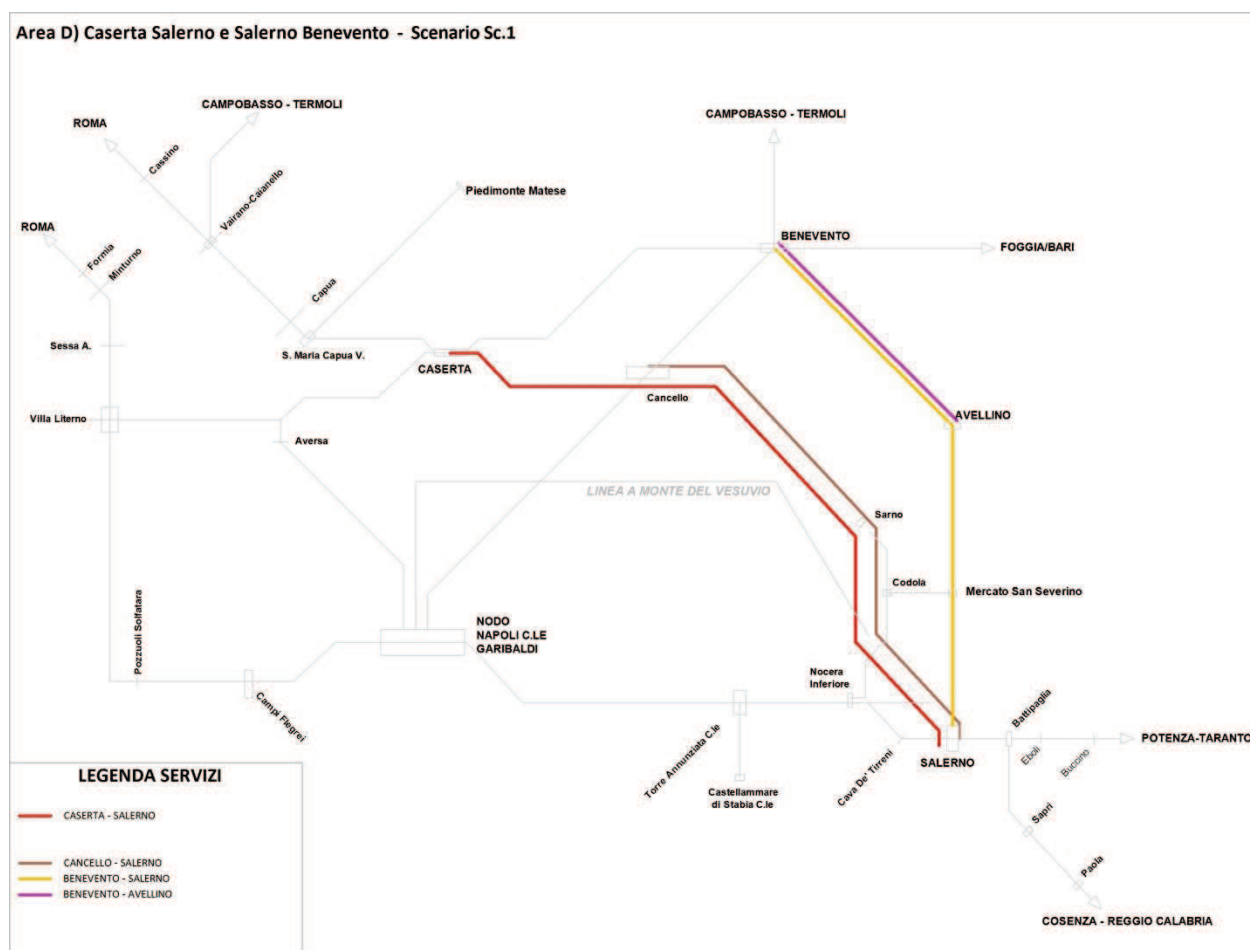 Area D) Caserta Salerno e Salerno Benevento - Scenario Sc.1
CAMPOBASSO - TERMOLI
CAMPOBASSO - TERMOLI
ROMA
Cassino
Vairano-Caianello
Piedimonte Matese
ROMA
Formia
Minturno
BENEVENTO
FOGGIA/BARI
Capua
Sessa A.
S. Maria Capua V.
CASERTA
Cancello
Villa Literno
AVELLINO
Aversa
LINEA A MONTE DEL VESUVIO
Sarno
Codola
Mercato San Severino
Pozzuoli Solfatara
NODO
NAPOLI C.LE
GARIBALDI
Nocera
Inferiore
Campi Flegrei
Battipaglia
Eboli
Buccino
POTENZA-TARANTO
Torre Annunziata C.le
SALERNO
Cava De' Tirreni
Castellammare
di Stabia C.le
Sapri
Paola
COSENZA - REGGIO CALABRIA
LEGENDA SERVIZI
CASERTA - SALERNO
CANCELLO - SALERNO
BENEVENTO - SALERNO
BENEVENTO - AVELLINO